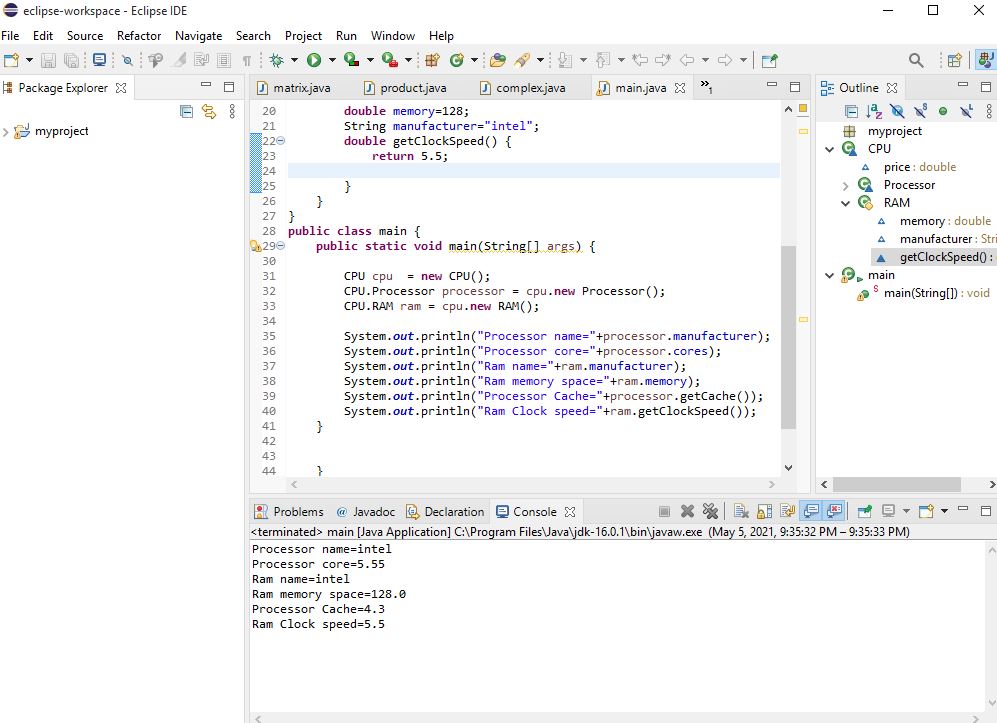 eclipse-workspace - Eclipse IDE
File Edit Source Refactor Navigate Search Project Run Window Help
Package Explorer
myproject
matrix.java product.java complex.java main.java »1
20 double memory=128;
21 String manufacturer="intel";
22 double getClockSpeed() {
23 return 5.5;
24
25 }
26 }
27 }
28 public class main {
29 public static void main(String[] args) {
30
31 CPU cpu  = new CPU();
32 CPU.Processor processor = cpu.new Processor();
33 CPU.RAM ram = cpu.new RAM();
34
35 System.out.println("Processor name="+processor.manufacturer);
36 System.out.println("Processor core="+processor.cores);
37 System.out.println("Ram name="+ram.manufacturer);
38 System.out.println("Ram memory space="+ram.memory);
39 System.out.println("Processor Cache="+processor.getCache());
40 System.out.println("Ram Clock speed="+ram.getClockSpeed());
41 }
42
43
44 }
Outline
myproject
CPU
price : double
Processor
RAM
memory : double
manufacturer : Stri
getClockSpeed() :
main
main(String[]) : void
Problems Javadoc Declaration Console
<terminated> main [Java Application] C:\Program Files\Java\jdk-16.0.1\bin\javaw.exe (May 5, 2021, 9:35:32 PM – 9:35:33 PM)
Processor name=intel
Processor core=5.55
Ram name=intel
Ram memory space=128.0
Processor Cache=4.3
Ram Clock speed=5.5